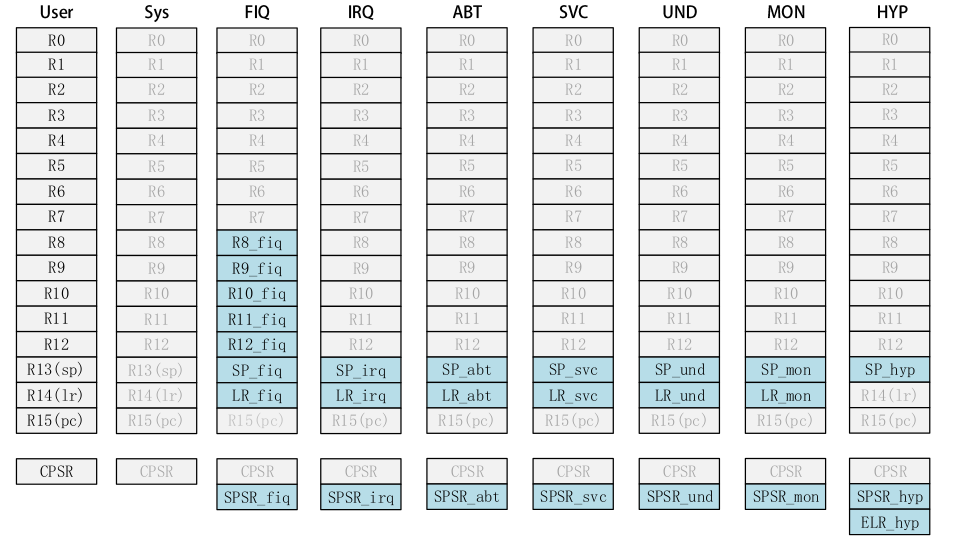 User Sys FIQ IRQ ABT SVC UND MON HYP
R0 R0 R0 R0 R0 R0 R0 R0 R0
R1 R1 R1 R1 R1 R1 R1 R1 R1
R2 R2 R2 R2 R2 R2 R2 R2 R2
R3 R3 R3 R3 R3 R3 R3 R3 R3
R4 R4 R4 R4 R4 R4 R4 R4 R4
R5 R5 R5 R5 R5 R5 R5 R5 R5
R6 R6 R6 R6 R6 R6 R6 R6 R6
R7 R7 R7 R7 R7 R7 R7 R7 R7
R8 R8 R8_fiq R8 R8 R8 R8 R8 R8
R9 R9 R9_fiq R9 R9 R9 R9 R9 R9
R10 R10 R10_fiq R10 R10 R10 R10 R10 R10
R11 R11 R11_fiq R11 R11 R11 R11 R11 R11
R12 R12 R12_fiq R12 R12 R12 R12 R12 R12
R13(sp) R13(sp) SP_fiq SP_irq SP_abt SP_svc SP_und SP_mon SP_hyp
R14(lr) R14(lr) LR_fiq LR_irq LR_abt LR_svc LR_und LR_mon R14(lr)
R15(pc) R15(pc) R15(pc) R15(pc) R15(pc) R15(pc) R15(pc) R15(pc) R15(pc)
CPSR CPSR CPSR CPSR CPSR CPSR CPSR CPSR CPSR
SPSR_fiq SPSR_irq SPSR_abt SPSR_svc SPSR_und SPSR_mon SPSR_hyp
ELR_hyp